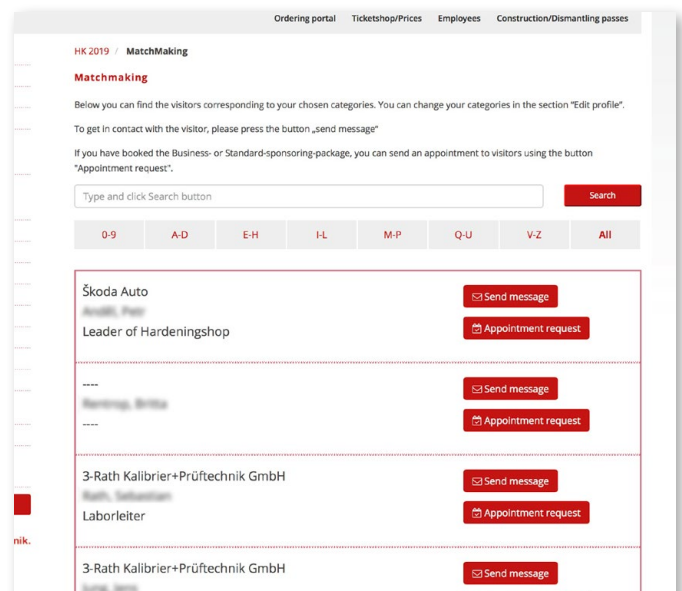 Ordering portal Ticketshop/Prices Employees Construction/Dismantling passes
HK 2019 / MatchMaking
Matchmaking
Below you can find the visitors corresponding to your chosen categories. You can change your categories in the section "Edit profile".
To get in contact with the visitor, please press the button „send message"
If you have booked the Business- or Standard-sponsoring-package, you can send an appointment to visitors using the button
"Appointment request".
Type and click Search button
Search
0-9 A-D E-H I-L M-P Q-U V-Z All
Škoda Auto
Send message
Leader of Hardeningshop
Appointment request
----
Send message
----
Appointment request
3-Rath Kalibrier+Prüftechnik GmbH
Send message
Laborleiter
Appointment request
nik.
3-Rath Kalibrier+Prüftechnik GmbH
Send message